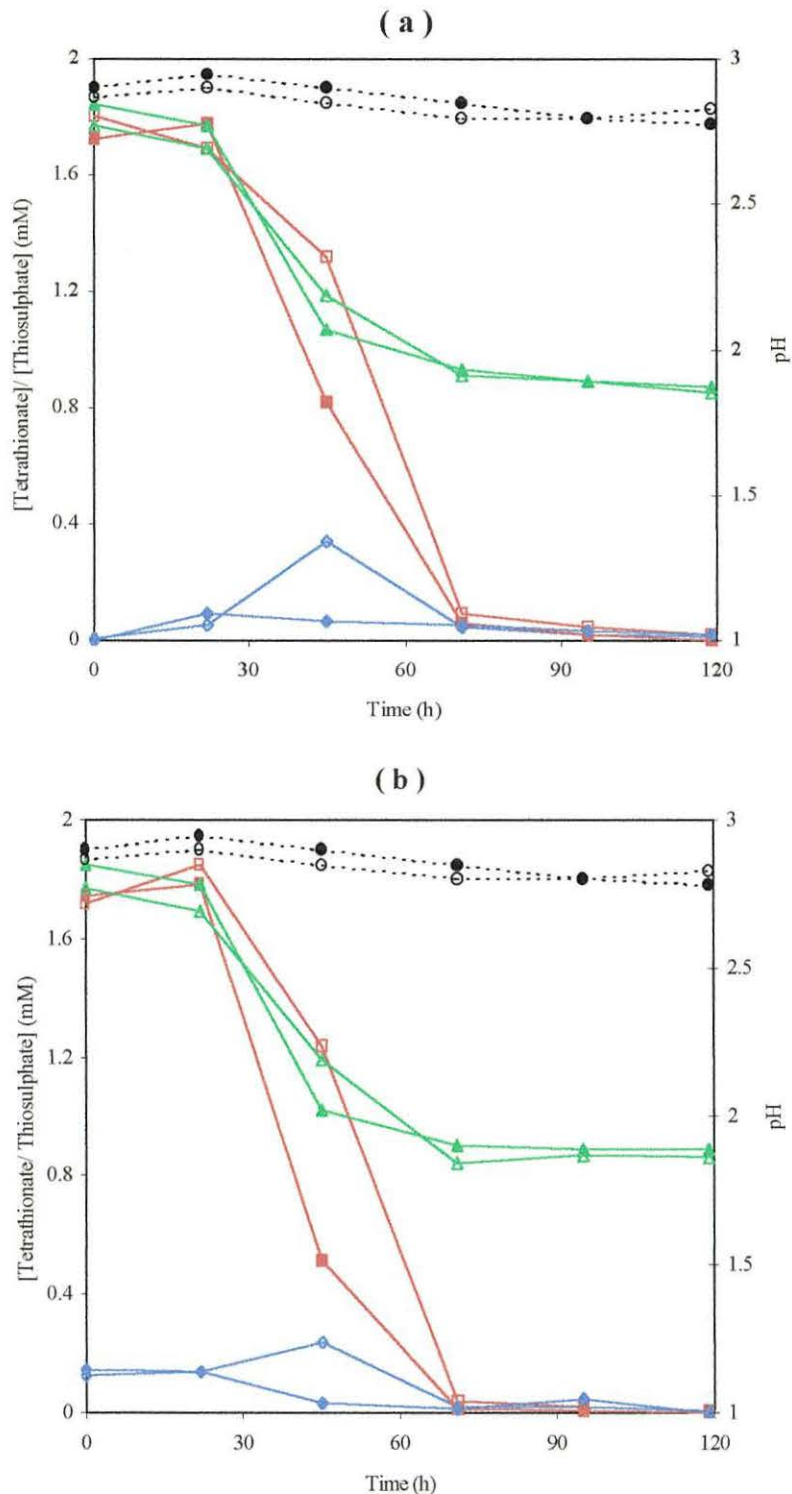 ( a )
2
1.6
1.2
0.8
0.4
0
[Tetrathionate]/ [Thiosulphate] (mM)
3
2.5
2
1.5
1
pH
0 30 60 90 120
Time (h)
( b )
2
1.6
1.2
0.8
0.4
0
[Tetrathionate/ Thiosulphate] (mM)
3
2.5
2
1.5
1
pH
0 30 60 90 120
Time (h)